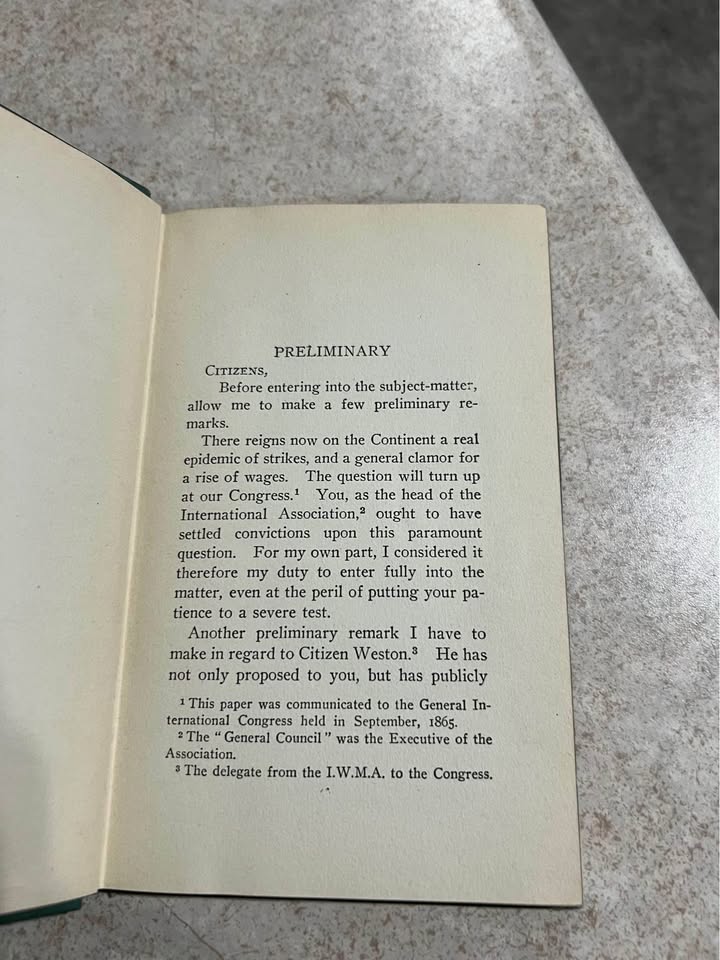 PRELIMINARY
CITIZENS,
Before entering into the subject-matter,
allow me to make a few preliminary re-
marks.
There reigns now on the Continent a real
epidemic of strikes, and a general clamor for
a rise of wages. The question will turn up
at our Congress.¹ You, as the head of the
International Association,² ought to have
settled convictions upon this paramount
question. For my own part, I considered it
therefore my duty to enter fully into the
matter, even at the peril of putting your pa-
tience to a severe test.
Another preliminary remark I have to
make in regard to Citizen Weston.³ He has
not only proposed to you, but has publicly
¹ This paper was communicated to the General In-
ternational Congress held in September, 1865.
² The “General Council” was the Executive of the
Association.
³ The delegate from the I.W.M.A. to the Congress.